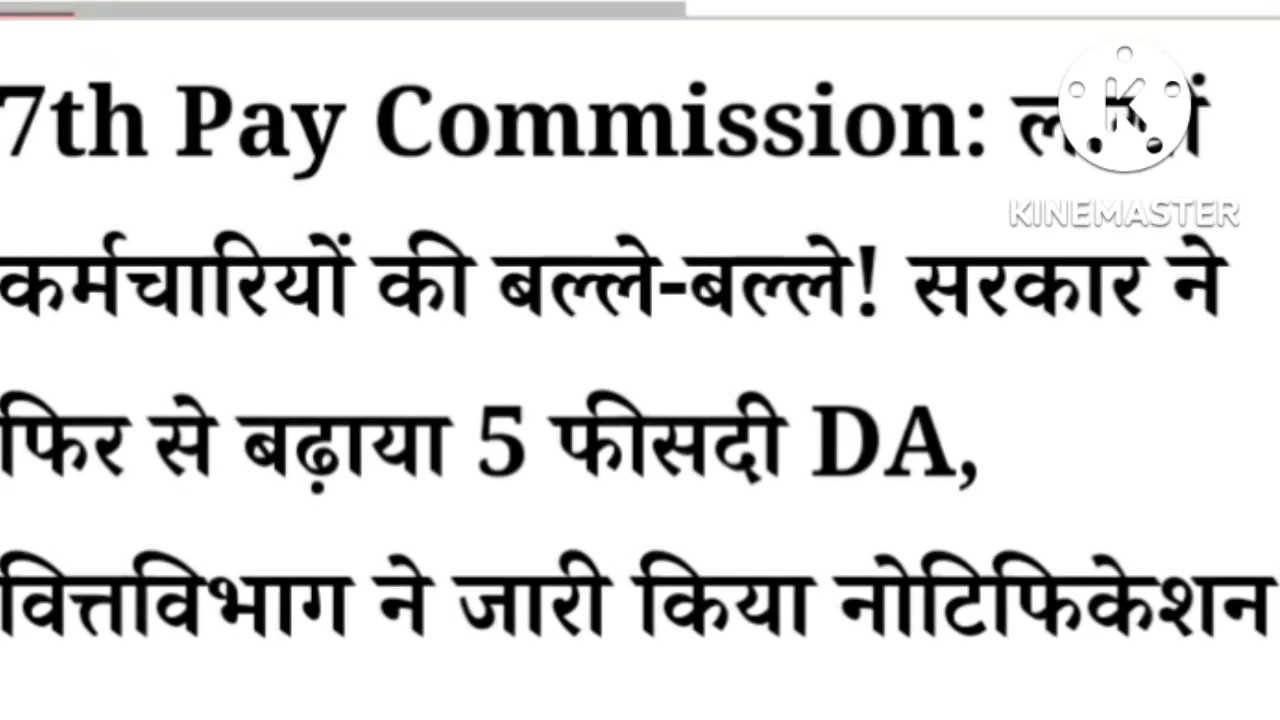 7th Pay Commission:
KINEMASTER
कर्मचारियों की बल्ले-बल्ले! सरकार ने
फिर से बढ़ाया 5 फीसदी DA,
वित्तविभाग ने जारी किया नोटिफिकेशन